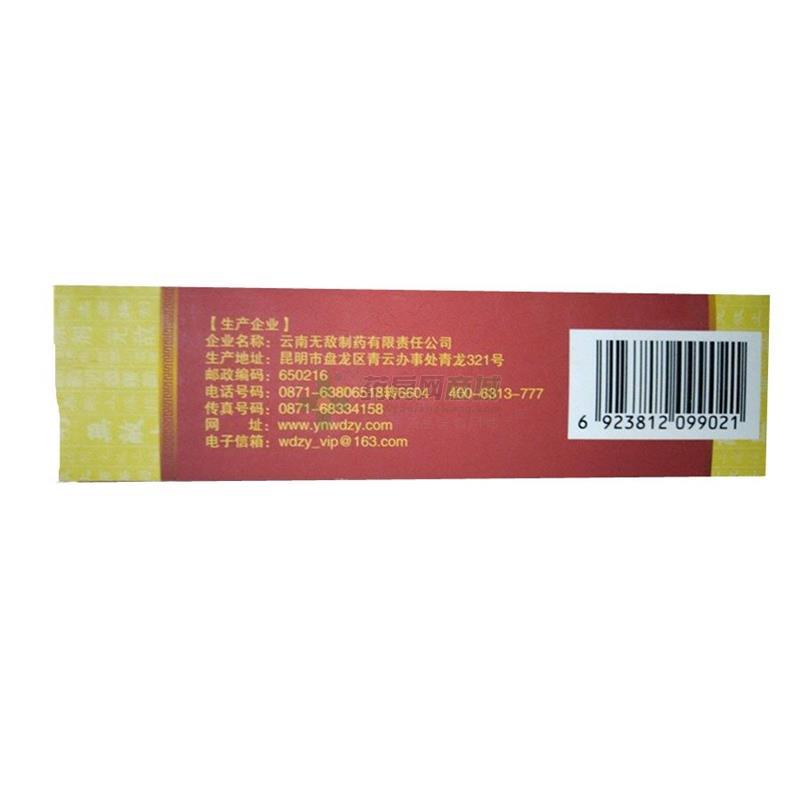 【生产企业】
企业名称：云南无敌制药有限责任公司
生产地址：昆明市盘龙区青云办事处青龙321号
邮政编码：650216
电话号码：0871-63806518转6604　400-6313-777
传真号码：0871-68334158
网　　址：www.ynwdzy.com
电子信箱：wdzy_vip@163.com
6 923812 099021